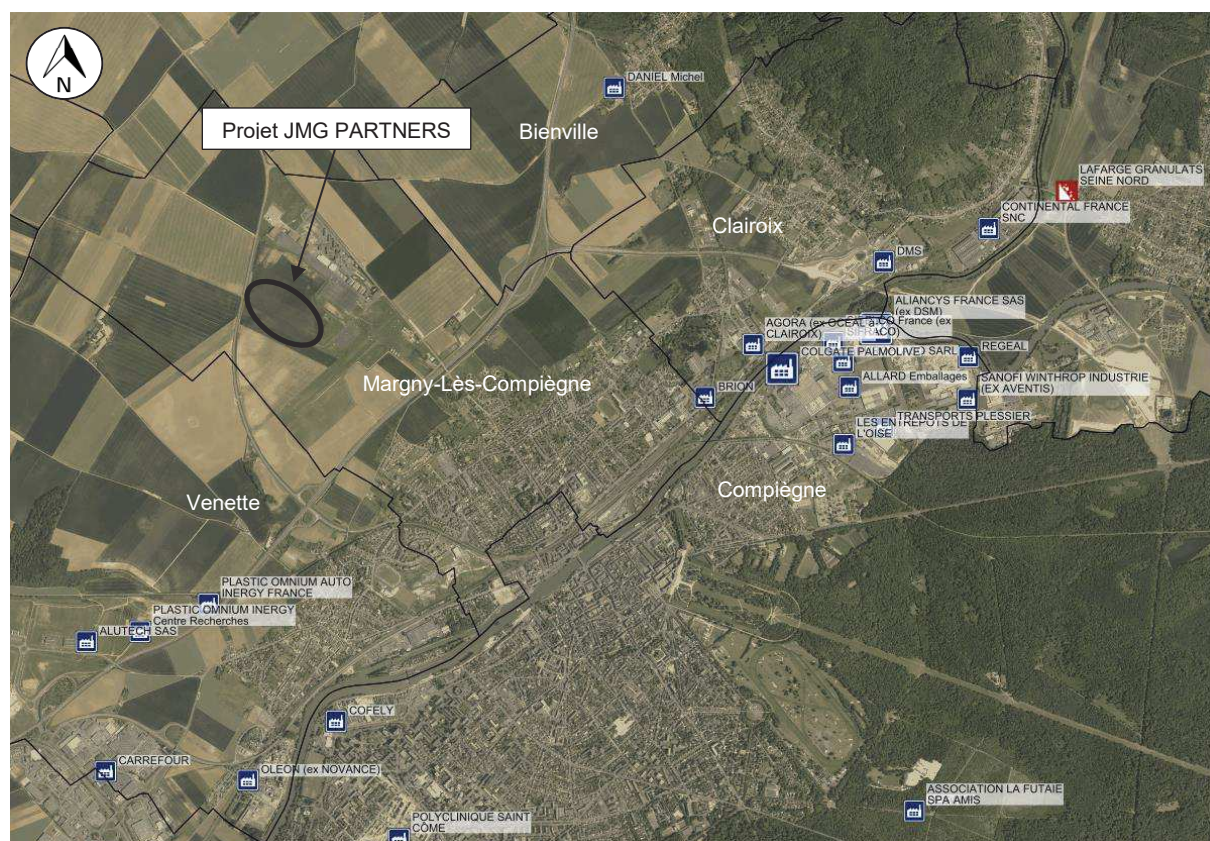 N
DANIEL Michel
Projet JMG PARTNERS
Bienville
LAFARGE GRANULATS
SEINE NORD
CONTINENTAL FRANCE
SNC
Clairoix
DMS
ALIANCYS FRANCE SAS
(ex DSM)
AGORA (ex OCEAL à
CLAIROIX)
CO France (ex
SIFRACO)
COLGATE PALMOLIVE
SARL
REGEAL
Margny-Lès-Compiègne
ALLARD Emballages
SANOFI WINTHROP INDUSTRIE
(EX AVENTIS)
BRION
TRANSPORTS PLESSIER
LES ENTREPOTS DE
L'OISE
Venette
Compiègne
PLASTIC OMNIUM AUTO
INERGY FRANCE
PLASTIC OMNIUM INERGY
Centre Recherches
ALUTECH SAS
COFELY
CARREFOUR
OLEON (ex NOVANCE)
ASSOCIATION LA FUTAIE
SPA AMIS
POLYCLINIQUE SAINT
CÔME